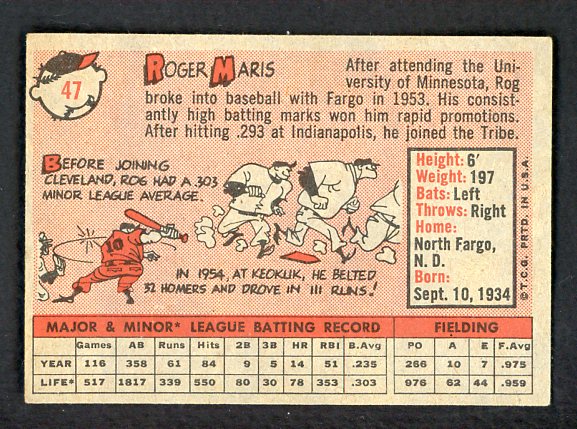 47
ROGER MARIS
After attending the Uni-
versity of Minnesota, Rog
broke into baseball with Fargo in 1953. His consist-
antly high batting marks won him rapid promotions.
After hitting .293 at Indianapolis, he joined the Tribe.
BEFORE JOINING
CLEVELAND, ROG HAD A .303
MINOR LEAGUE AVERAGE.
10
IN 1954, AT KEOKUK, HE BELTED
32 HOMERS AND DROVE IN 111 RUNS!
Height: 6'
Weight: 197
Bats: Left
Throws: Right
Home:
North Fargo,
N. D.
Born:
Sept. 10, 1934
© T.C.G. PRTD. IN U.S.A.
MAJOR & MINOR* LEAGUE BATTING RECORD FIELDING
Games AB Runs Hits 2B 3B HR RBI B.Avg PO A E F.Avg
YEAR 116 358 61 84 9 5 14 51 .235 266 10 7 .975
LIFE* 517 1817 339 550 80 30 78 353 .303 976 62 44 .959